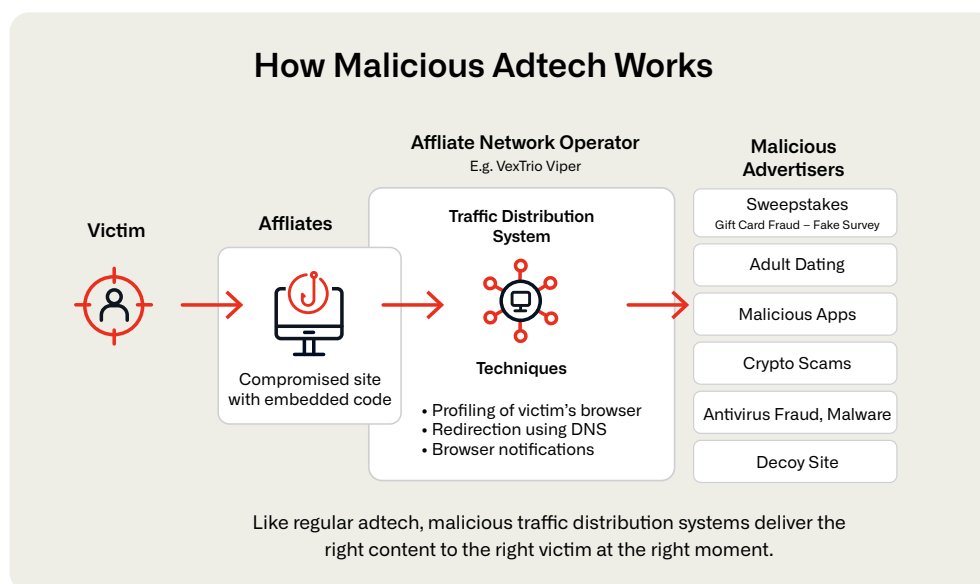 How Malicious Adtech Works
Victim
Affliates
Compromised site
with embedded code
Affliate Network Operator
E.g. VexTrio Viper
Traffic Distribution
System
Techniques
• Profiling of victim's browser
• Redirection using DNS
• Browser notifications
Malicious
Advertisers
Sweepstakes
Gift Card Fraud – Fake Survey
Adult Dating
Malicious Apps
Crypto Scams
Antivirus Fraud, Malware
Decoy Site
Like regular adtech, malicious traffic distribution systems deliver the
right content to the right victim at the right moment.